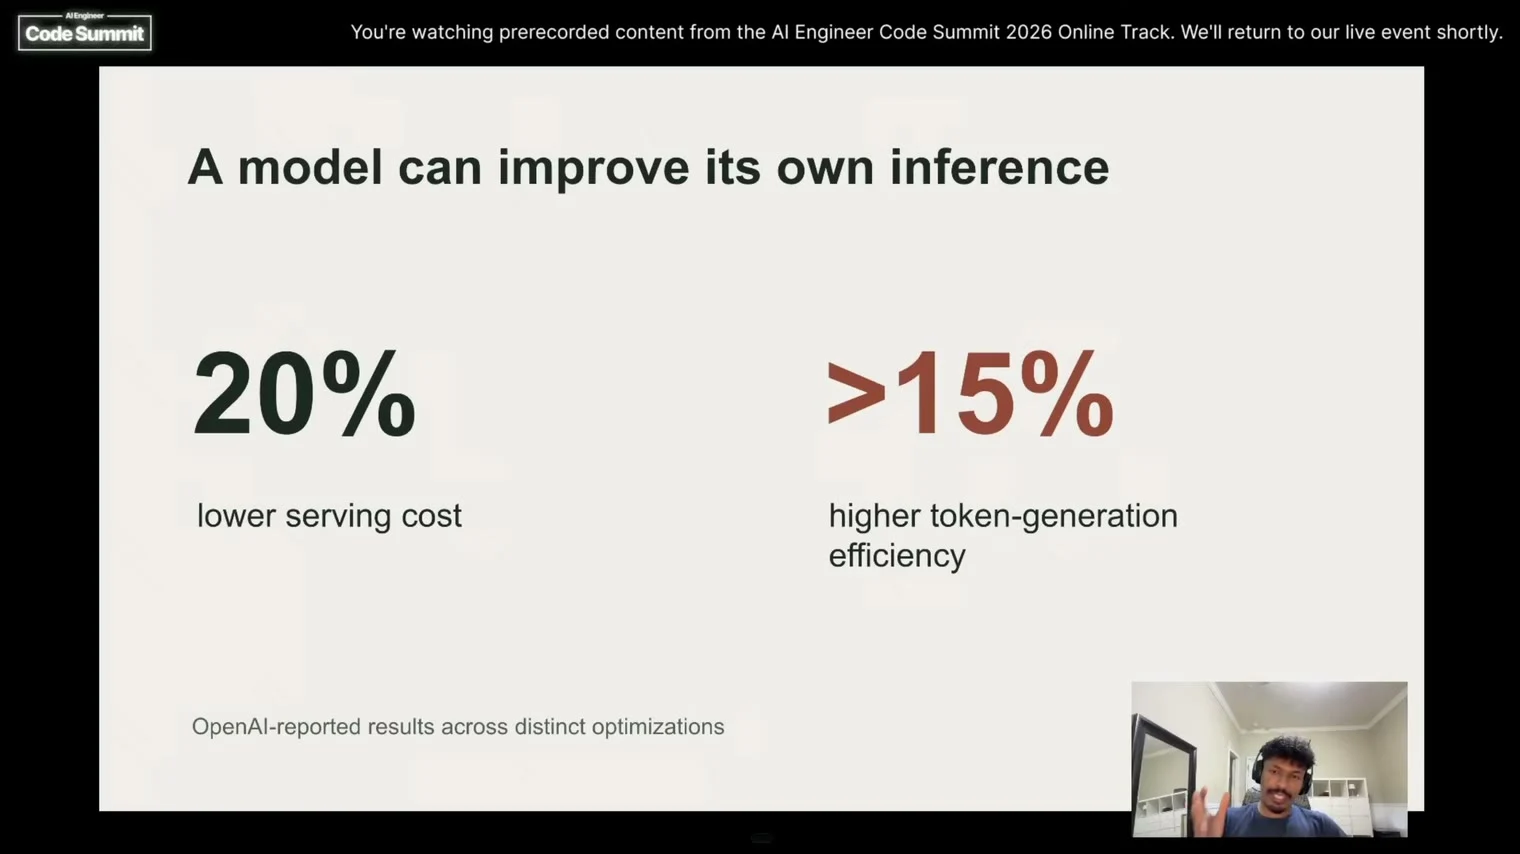 AI Engineer
Code Summit
You're watching prerecorded content from the AI Engineer Code Summit 2026 Online Track. We'll return to our live event shortly.
A model can improve its own inference
20%
>15%
lower serving cost
higher token-generation
efficiency
OpenAI-reported results across distinct optimizations